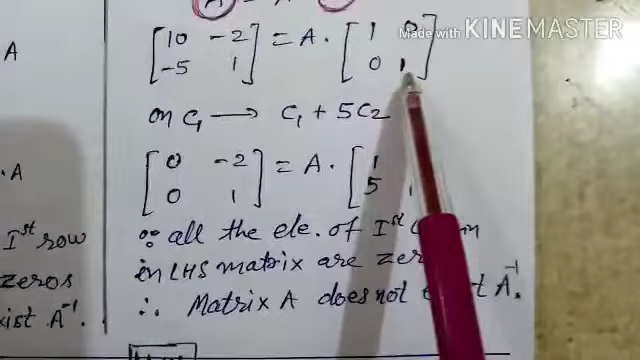 A
Made with KINEMASTER
[10 -2] = A . [1 0]
[-5 1] [0 1]
on C₁ ⟶ C₁ + 5C₂
[0 -2] = A . [1
[0 1] [5
∵ all the ele. of Iˢᵗ
in LHS matrix are
∴ Matrix A does not A⁻¹.
. A
Iˢᵗ row
zeros
A⁻¹.